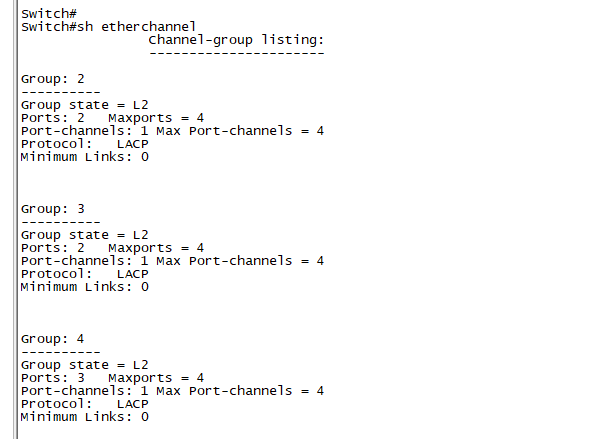 Switch#
Switch#sh etherchannel
Channel-group listing:
----------------------
Group: 2
----------
Group state = L2
Ports: 2   Maxports = 4
Port-channels: 1 Max Port-channels = 4
Protocol:   LACP
Minimum Links: 0
Group: 3
----------
Group state = L2
Ports: 2   Maxports = 4
Port-channels: 1 Max Port-channels = 4
Protocol:   LACP
Minimum Links: 0
Group: 4
----------
Group state = L2
Ports: 3   Maxports = 4
Port-channels: 1 Max Port-channels = 4
Protocol:   LACP
Minimum Links: 0